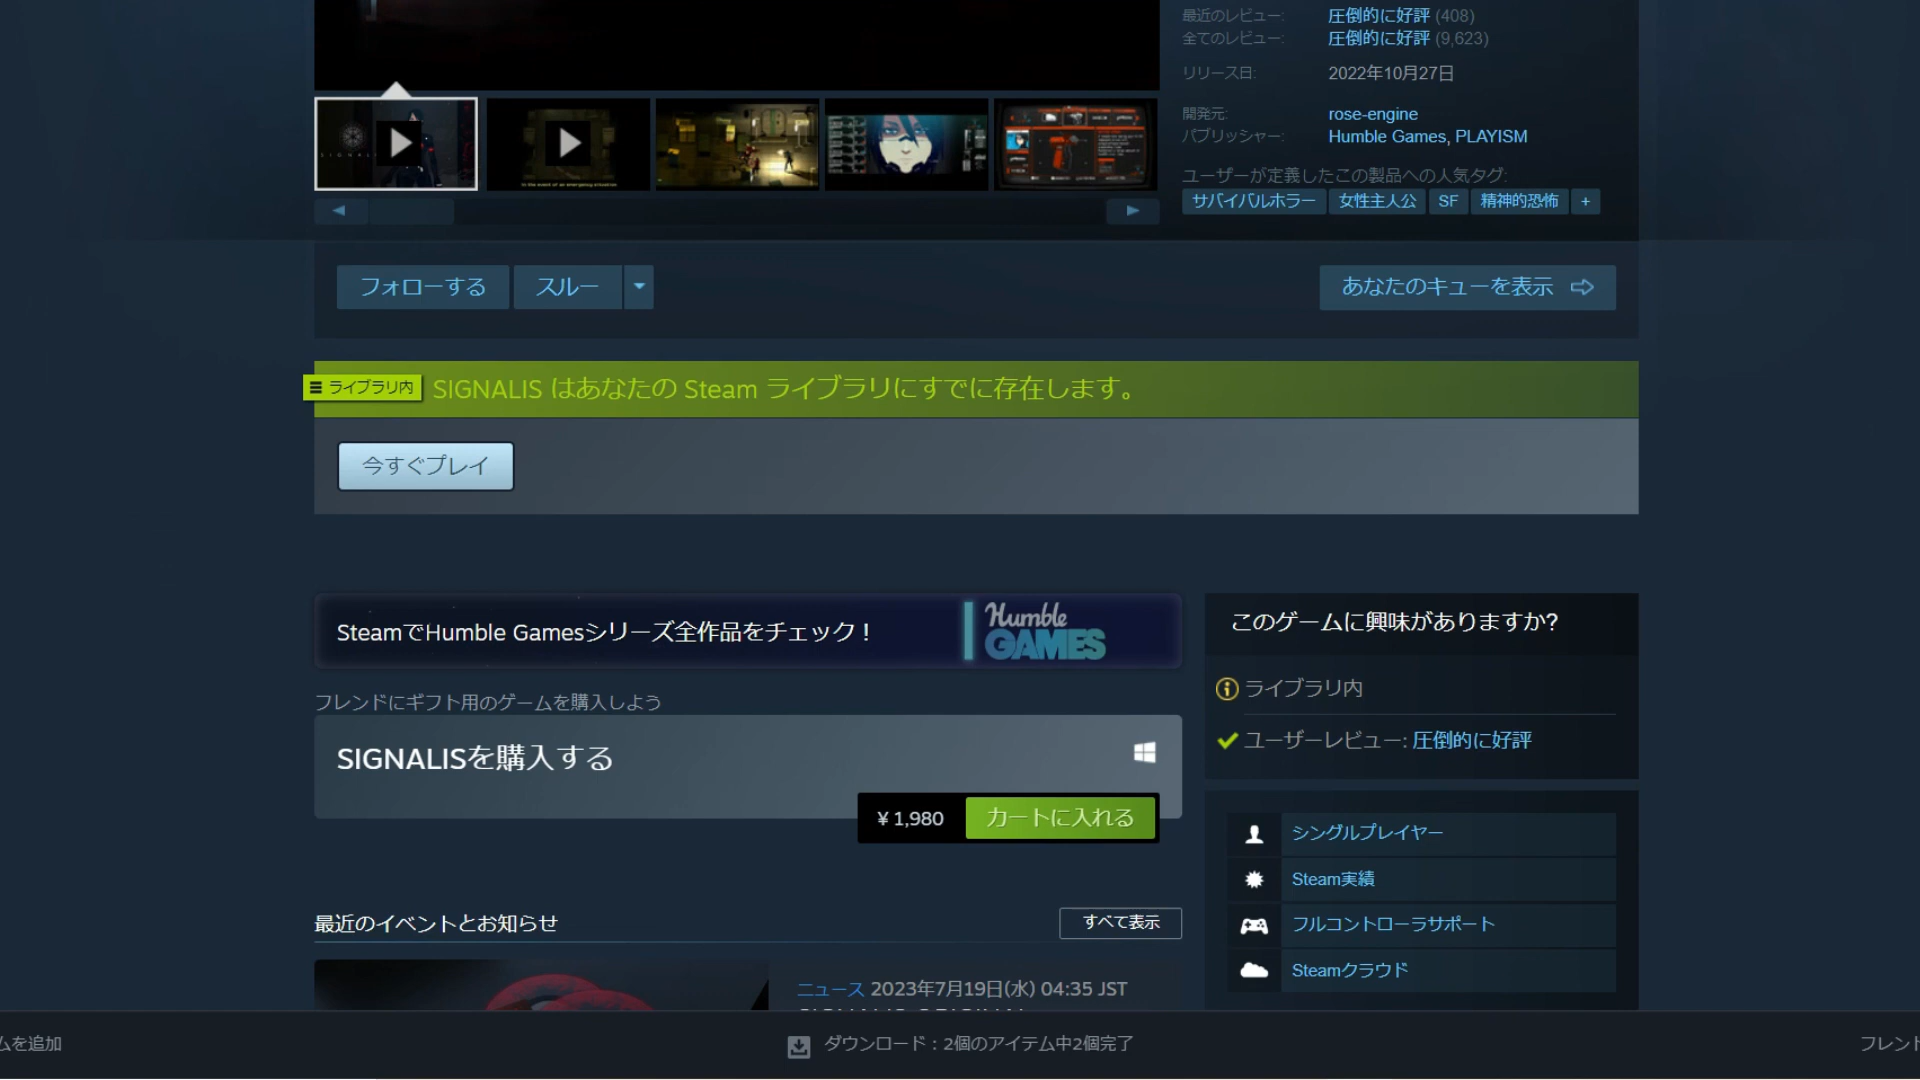 最近のレビュー: 圧倒的に好評 (408)
全てのレビュー: 圧倒的に好評 (9,623)
リリース日: 2022年10月27日
開発元: rose-engine
パブリッシャー: Humble Games, PLAYISM
ユーザーが定義したこの製品への人気タグ:
サバイバルホラー 女性主人公 SF 精神的恐怖 +
In the event of an emergency situation
フォローする スルー あなたのキューを表示
ライブラリ内 SIGNALIS はあなたの Steam ライブラリにすでに存在します。
今すぐプレイ
SteamでHumble Gamesシリーズ全作品をチェック！
Humble
GAMES
このゲームに興味がありますか?
ライブラリ内
ユーザーレビュー: 圧倒的に好評
フレンドにギフト用のゲームを購入しよう
SIGNALISを購入する
¥ 1,980 カートに入れる
シングルプレイヤー
Steam実績
フルコントローラサポート
Steamクラウド
最近のイベントとお知らせ すべて表示
ニュース 2023年7月19日(水) 04:35 JST
ムを追加
ダウンロード：2個のアイテム中2個完了
フレント